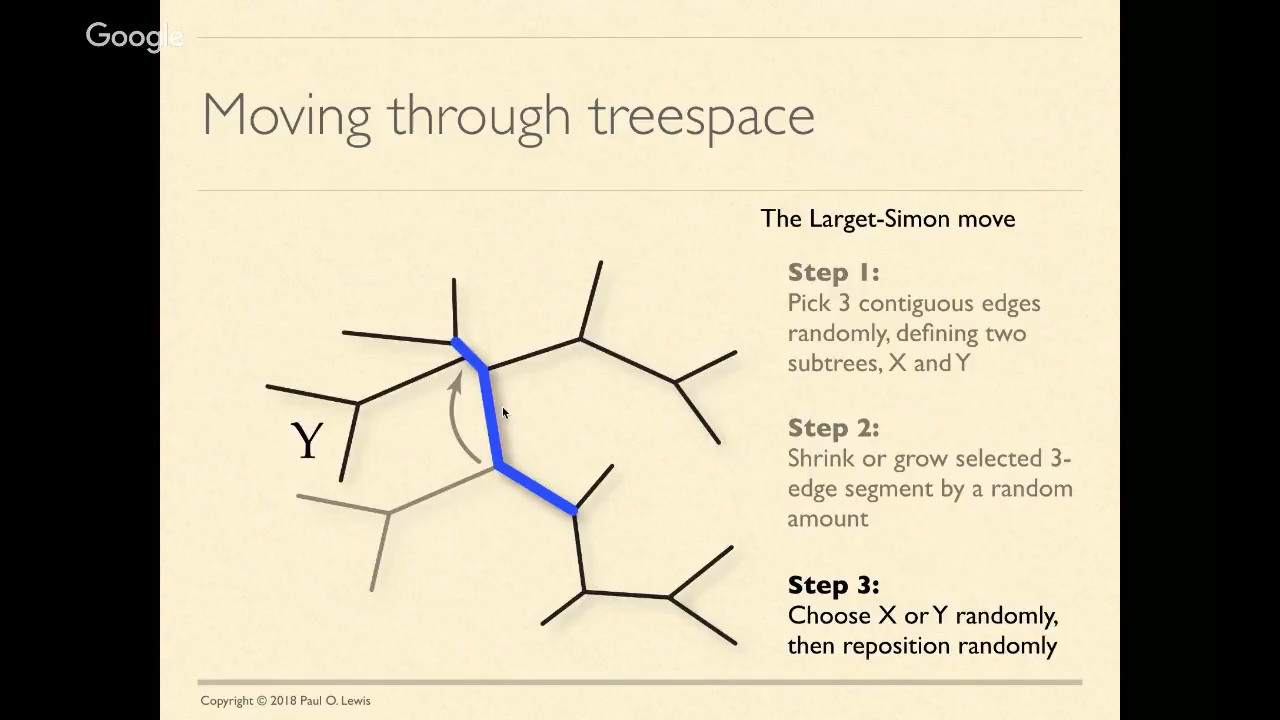 Google
Moving through treespace
The Larget-Simon move
Step 1:
Pick 3 contiguous edges
randomly, defining two
subtrees, X and Y
Step 2:
Shrink or grow selected 3-
edge segment by a random
amount
Step 3:
Choose X or Y randomly,
then reposition randomly
Y
Copyright © 2018 Paul O. Lewis